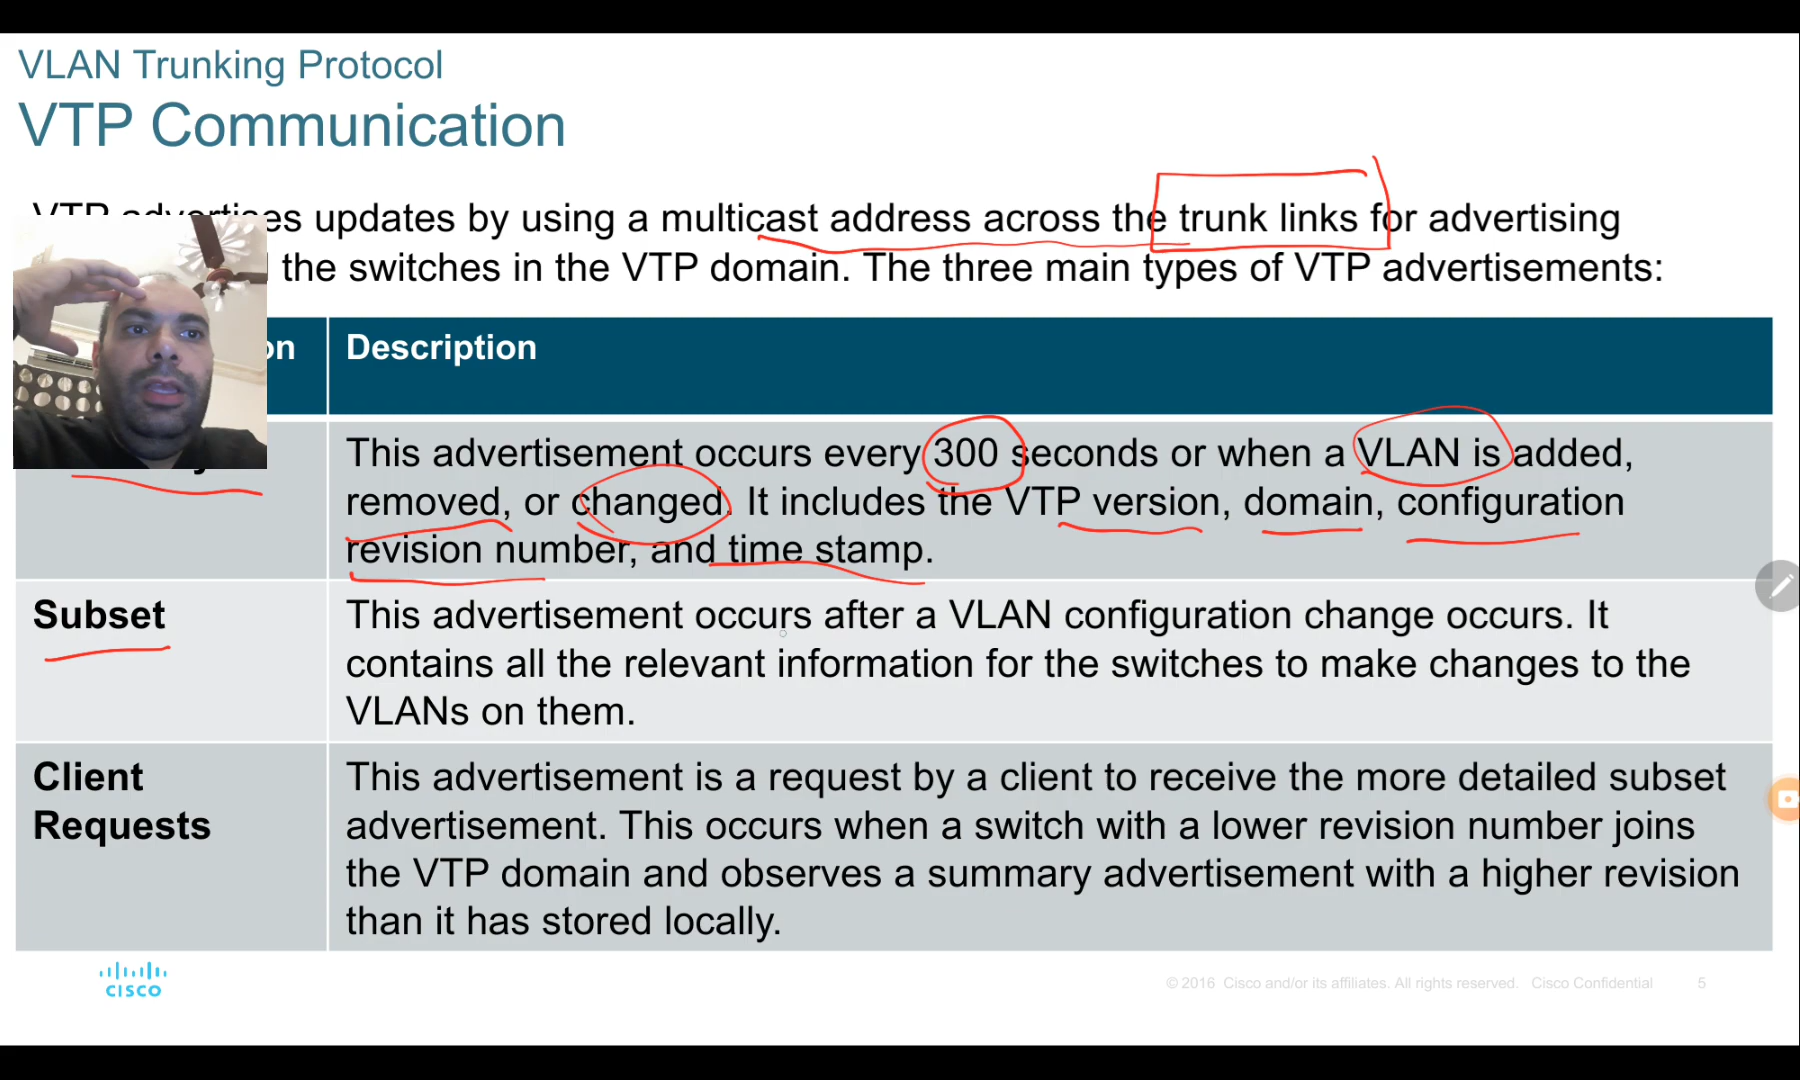 VLAN Trunking Protocol
VTP Communication
VTP advertises updates by using a multicast address across the trunk links for advertising
the switches in the VTP domain. The three main types of VTP advertisements:
Description
This advertisement occurs every 300 seconds or when a VLAN is added,
removed, or changed. It includes the VTP version, domain, configuration
revision number, and time stamp.
Subset
This advertisement occurs after a VLAN configuration change occurs. It
contains all the relevant information for the switches to make changes to the
VLANs on them.
Client
Requests
This advertisement is a request by a client to receive the more detailed subset
advertisement. This occurs when a switch with a lower revision number joins
the VTP domain and observes a summary advertisement with a higher revision
than it has stored locally.
CISCO
© 2016 Cisco and/or its affiliates. All rights reserved. Cisco Confidential 5